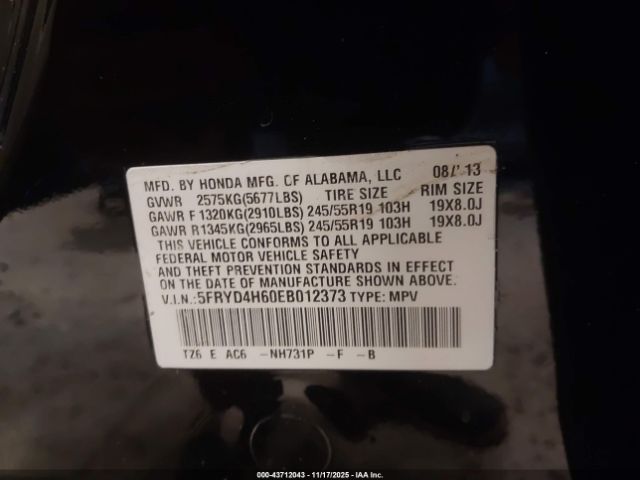 MFD. BY HONDA MFG. OF ALABAMA, LLC 08/'13
GVWR 2575KG(5677LBS) TIRE SIZE RIM SIZE
GAWR F1320KG(2910LBS) 245/55R19 103H 19X8.0J
GAWR R1345KG(2965LBS) 245/55R19 103H 19X8.0J
THIS VEHICLE CONFORMS TO ALL APPLICABLE
FEDERAL MOTOR VEHICLE SAFETY
AND THEFT PREVENTION STANDARDS IN EFFECT
ON THE DATE OF MANUFACTURE SHOWN ABOVE.
V.I.N.:5FRYD4H60EB012373 TYPE: MPV
TZ6 E AC6 -NH731P -F -B
000-43712043 - 11/17/2025 - IAA Inc.